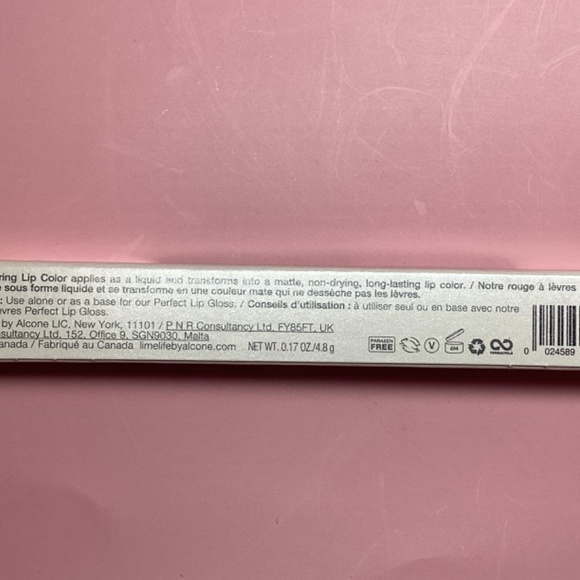 ring Lip Color applies as a liquid and transforms into a matte, non-drying, long-lasting lip color. / Notre rouge à lèvres
sous forme liquide et se transforme en une couleur mate qui ne dessèche pas les lèvres.
: Use alone or as a base for our Perfect Lip Gloss. / Conseils d'utilisation : à utiliser seul ou en base avec notre
èvres Perfect Lip Gloss.
by Alcone LIC, New York, 11101 / P N R Consultancy Ltd, FY85FT, UK
nsultancy Ltd, 152, Office 9, SGN9030, Malta
anada / Fabriqué au Canada limelifebyalcone.com NET WT. 0.17 OZ./4.8 g
PARABEN
FREE
V
6M
0 024589